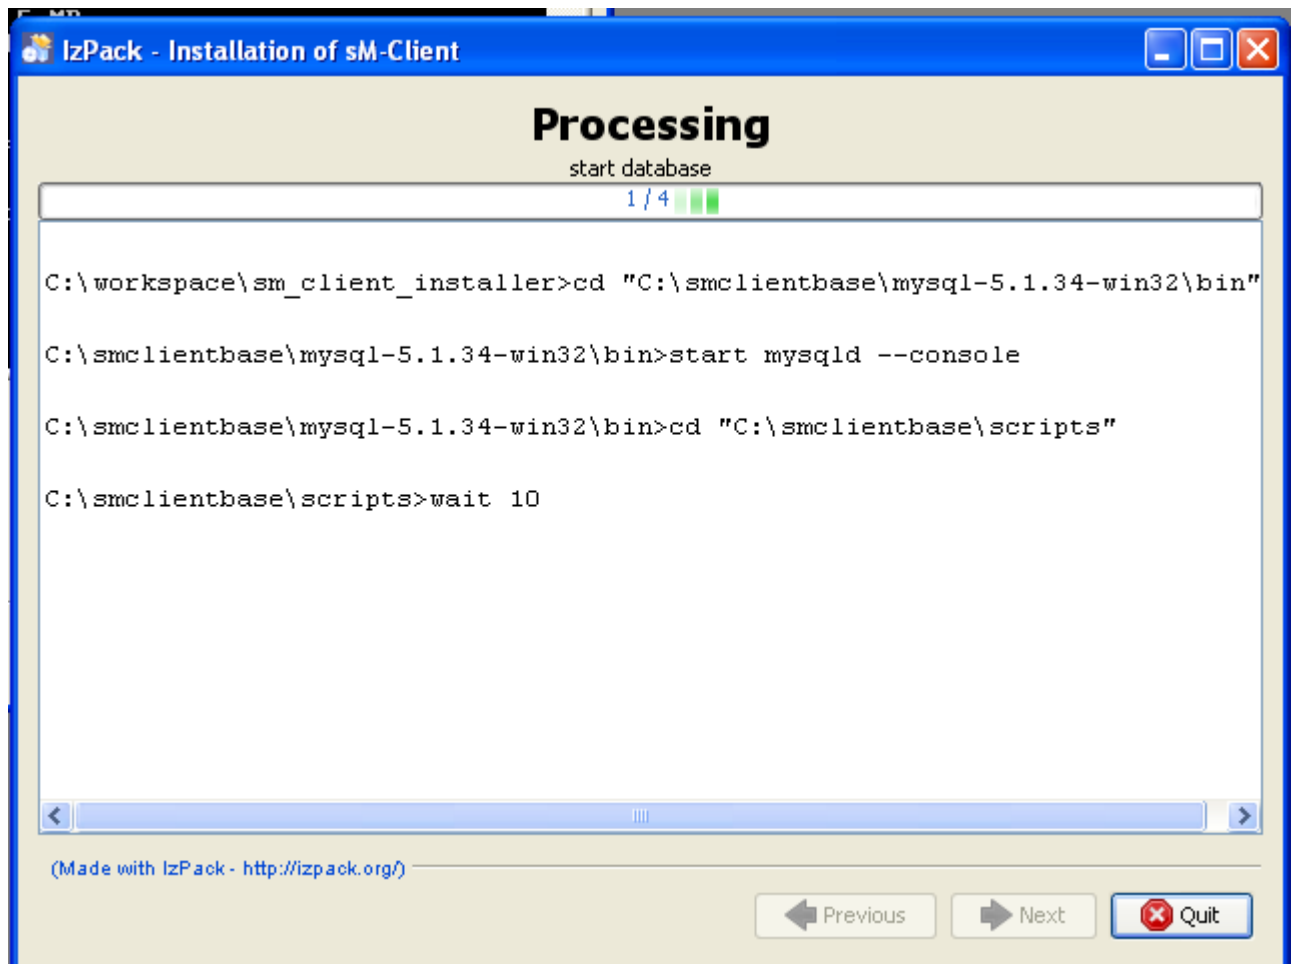 IzPack - Installation of sM-Client
Processing
start database
1 / 4
C:\workspace\sm_client_installer>cd "C:\smclientbase\mysql-5.1.34-win32\bin"
C:\smclientbase\mysql-5.1.34-win32\bin>start mysqld --console
C:\smclientbase\mysql-5.1.34-win32\bin>cd "C:\smclientbase\scripts"
C:\smclientbase\scripts>wait 10
(Made with IzPack - http://izpack.org/)
Previous
Next
Quit